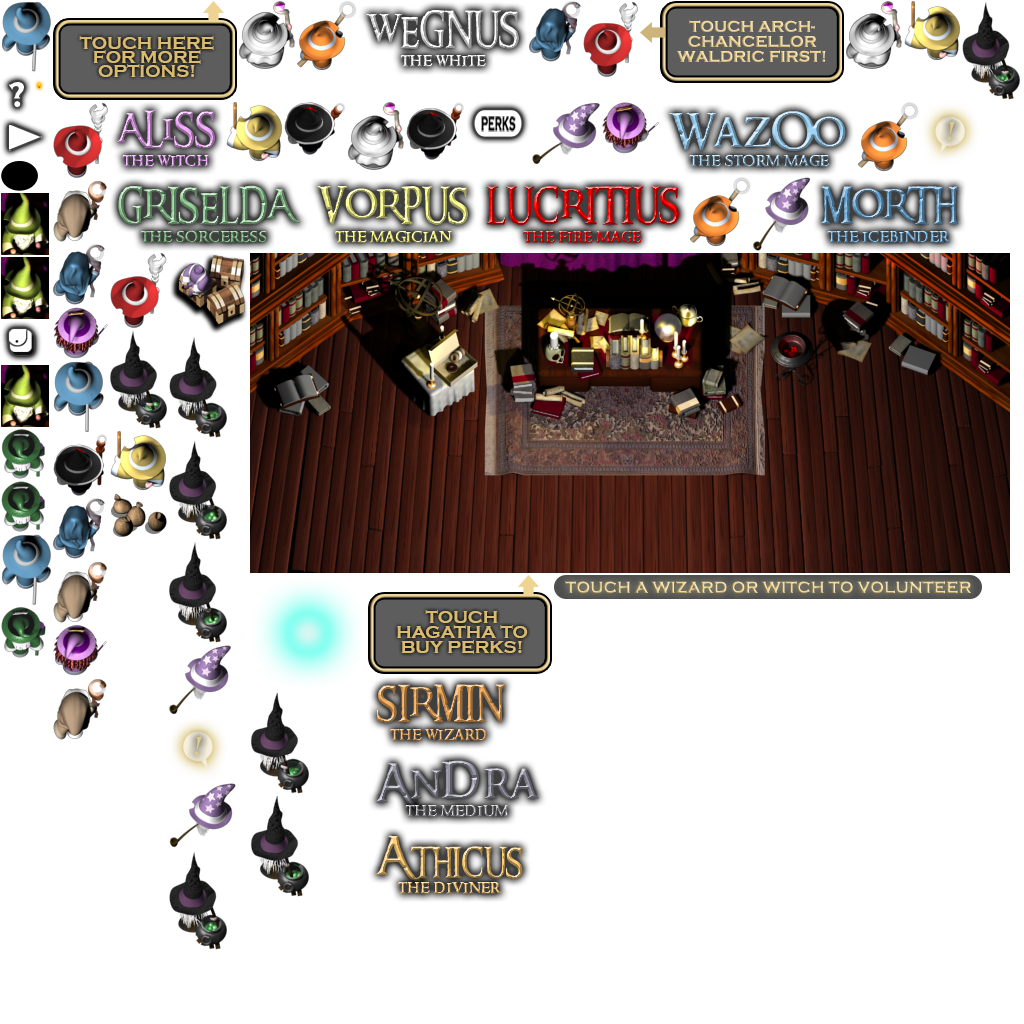 TOUCH HERE
FOR MORE
OPTIONS!
WEGNUS
THE WHITE
TOUCH ARCH-
CHANCELLOR
WALDRIC FIRST!
?
ALISS
THE WITCH
PERKS
WAZOO
THE STORM MAGE
!
GRISELDA
THE SORCERESS
VORPUS
THE MAGICIAN
LUCRITIUS
THE FIRE MAGE
MORTH
THE ICEBINDER
TOUCH A WIZARD OR WITCH TO VOLUNTEER
TOUCH
HAGATHA TO
BUY PERKS!
SIRMIN
THE WIZARD
!
ANDRA
THE MEDIUM
ATHICUS
THE DIVINER